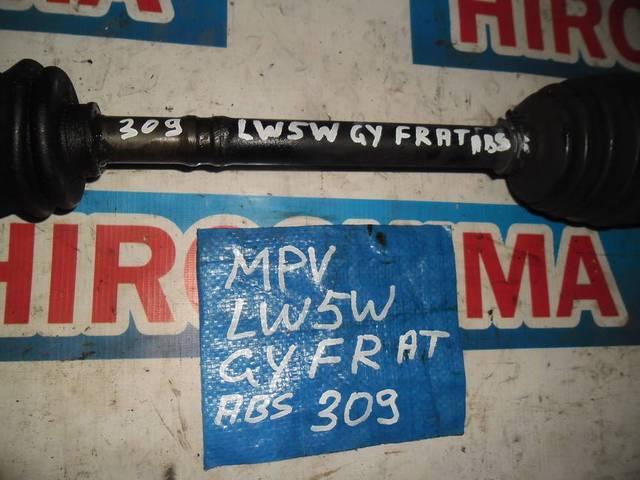 HIRO
309 LW5W GY FR AT ABS
HIRO
MA
MPV
LW5W
GY FR AT
ABS 309